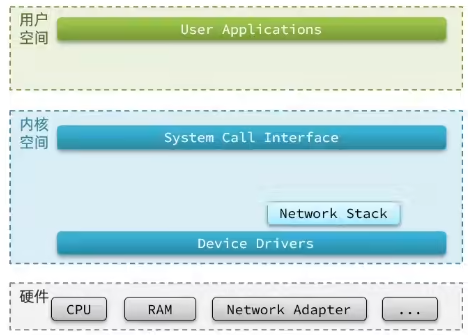 用户
空间
User Applications
内核
空间
System Call Interface
Network Stack
Device Drivers
硬件
CPU
RAM
Network Adapter
...